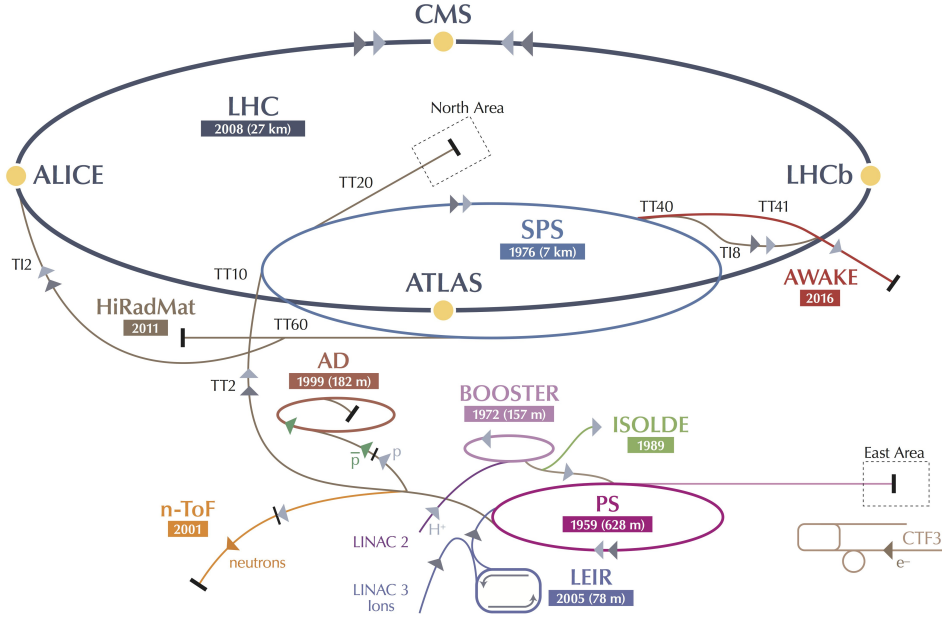 CMS
LHC
2008 (27 km)
North Area
ALICE
LHCb
TT20
TT40
TT41
SPS
1976 (7 km)
TI8
TI2
TT10
ATLAS
AWAKE
2016
HiRadMat
2011
TT60
AD
1999 (182 m)
TT2
BOOSTER
1972 (157 m)
ISOLDE
1989
p
p̅
East Area
n-ToF
2001
PS
1959 (628 m)
H⁺
LINAC 2
neutrons
CTF3
e–
LINAC 3
Ions
LEIR
2005 (78 m)